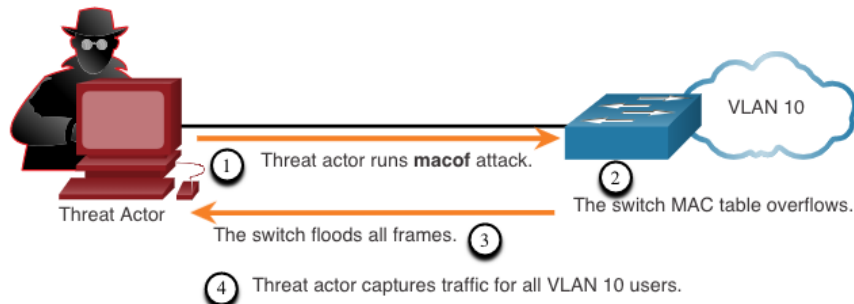 VLAN 10
1
Threat actor runs macof attack.
2
Threat Actor
The switch MAC table overflows.
The switch floods all frames.
3
4
Threat actor captures traffic for all VLAN 10 users.